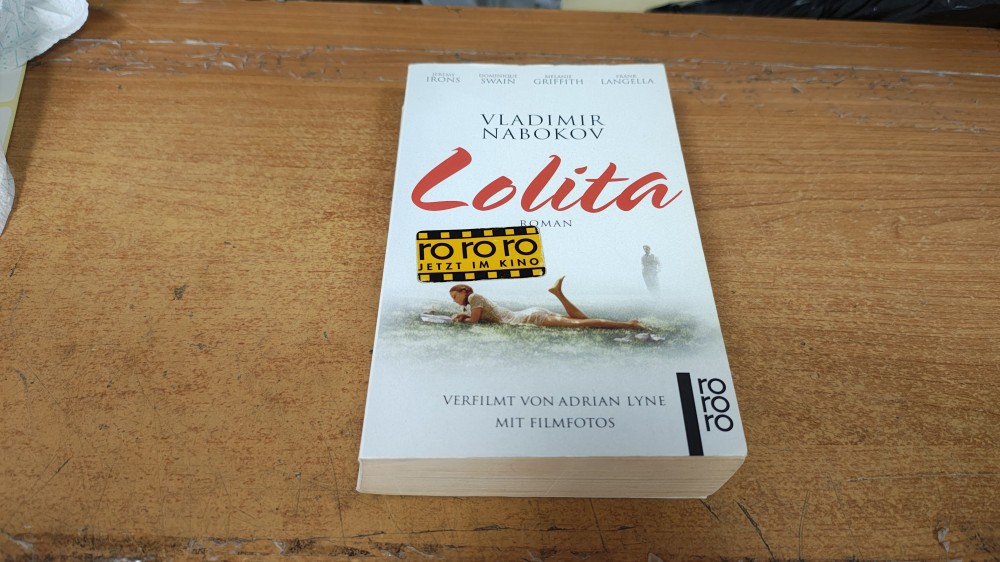 JEREMY DOMINIQUE MELANIE FRANK
IRONS SWAIN GRIFFITH LANGELLA
VLADIMIR
NABOKOV
Lolita
ROMAN
ro ro ro
JETZT IM KINO
VERFILMT VON ADRIAN LYNE
MIT FILMFOTOS
ro
ro
ro